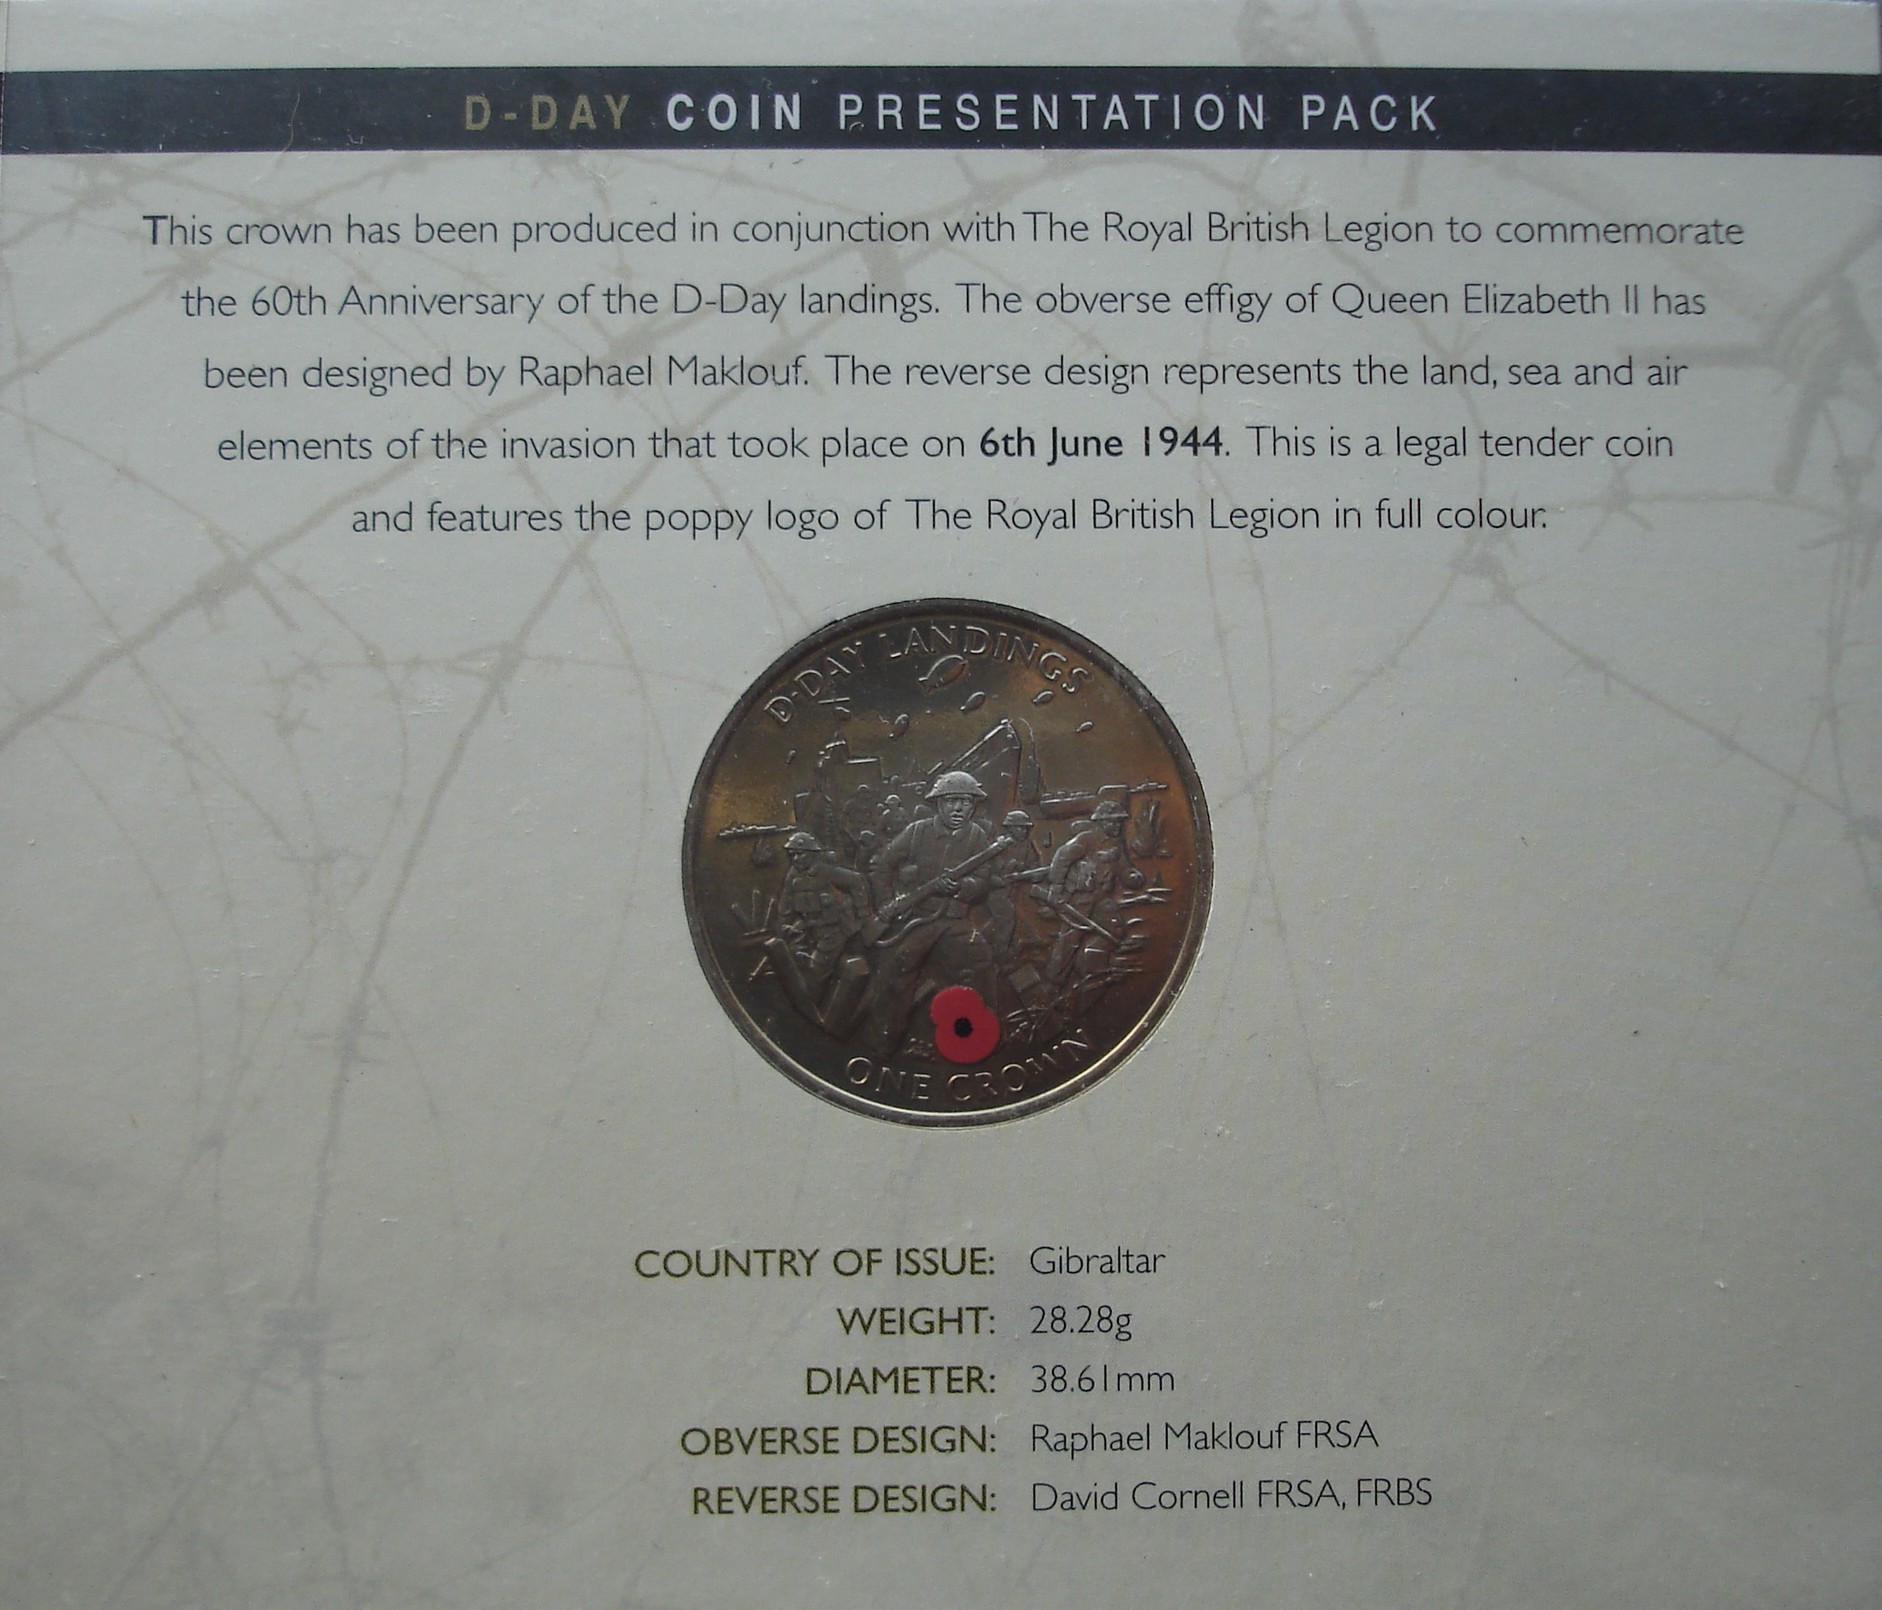 D-DAY COIN PRESENTATION PACK
This crown has been produced in conjunction with The Royal British Legion to commemorate
the 60th Anniversary of the D-Day landings. The obverse effigy of Queen Elizabeth II has
been designed by Raphael Maklouf. The reverse design represents the land, sea and air
elements of the invasion that took place on 6th June 1944. This is a legal tender coin
and features the poppy logo of The Royal British Legion in full colour.
D-DAY LANDINGS
ONE CROWN
COUNTRY OF ISSUE: Gibraltar
WEIGHT: 28.28g
DIAMETER: 38.61mm
OBVERSE DESIGN: Raphael Maklouf FRSA
REVERSE DESIGN: David Cornell FRSA, FRBS